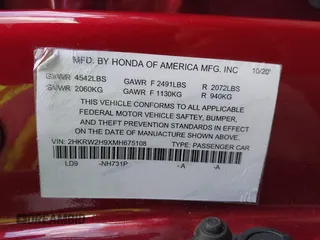 MFD. BY HONDA OF AMERICA MFG. INC 10/20
GVWR 4542LBS GAWR F 2491LBS R 2072LBS
SWR 2060KG GAWR F 1130KG R 940KG
THIS VEHICLE CONFORMS TO ALL APPLICABLE
FEDERAL MOTOR VEHICLE SAFTEY, BUMPER,
AND THEFT PREVENTION STANDARDS IN EFFECT
ON THE DATE OF MANUACTURE SHOWN ABOVE.
VIN: 2HKRW2H9XMH675108 TYPE: PASSENGER CAR
LD9 -NH731P -A -A